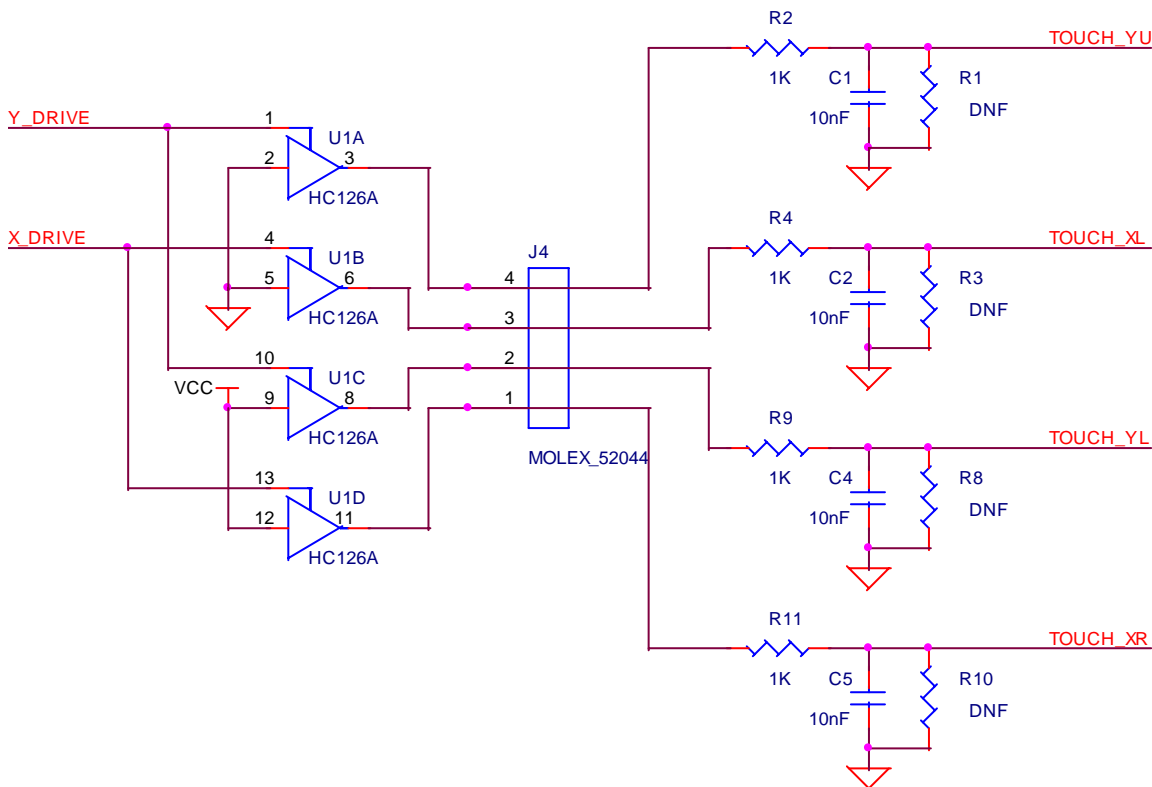 R2
TOUCH_YU
1K
C1
R1
10nF
DNF
Y_DRIVE
1
U1A
2
3
HC126A
X_DRIVE
4
U1B
5
6
HC126A
J4
4
3
2
1
MOLEX_52044
R4
TOUCH_XL
1K
C2
R3
10nF
DNF
10
U1C
VCC
9
8
HC126A
13
U1D
12
11
HC126A
R9
TOUCH_YL
1K
C4
R8
10nF
DNF
R11
TOUCH_XR
1K
C5
R10
10nF
DNF